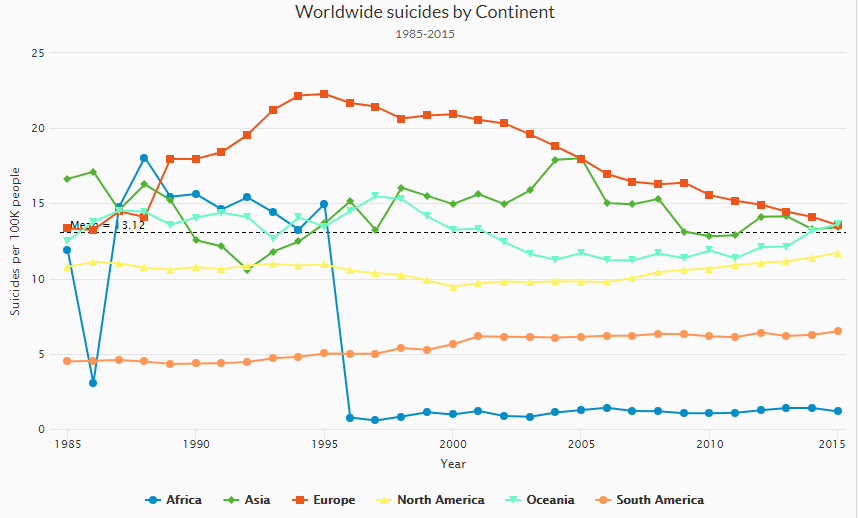 Worldwide suicides by Continent
1985-2015
Suicides per 100K people
25
20
15
10
5
0
Mean = 13.12
1985 1990 1995 2000 2005 2010 2015
Year
Africa Asia Europe North America Oceania South America